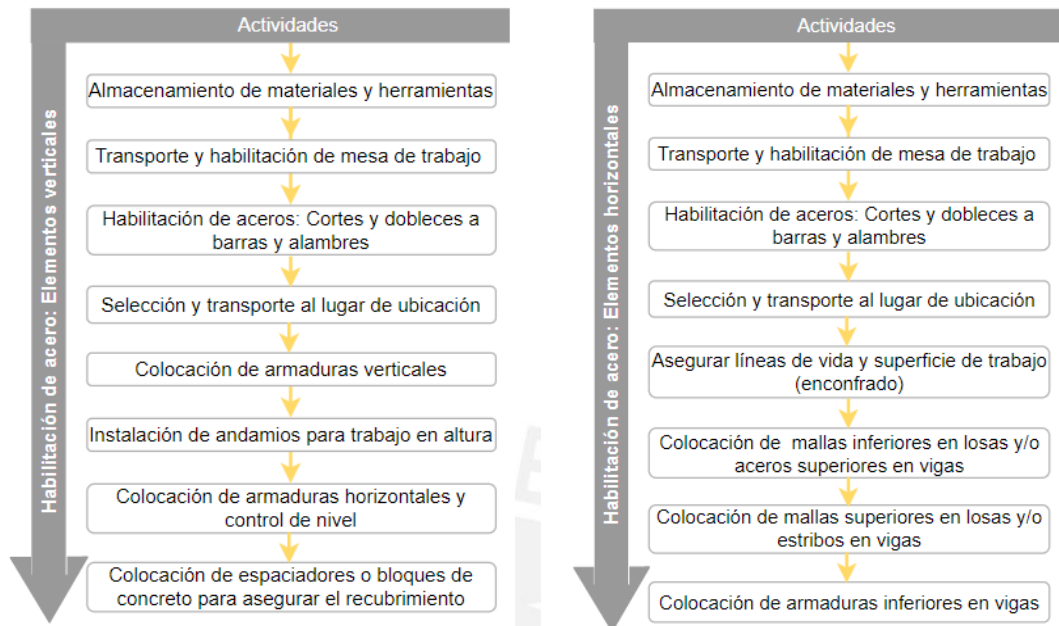 Actividades
Habilitación de acero: Elementos verticales
Almacenamiento de materiales y herramientas
Transporte y habilitación de mesa de trabajo
Habilitación de aceros: Cortes y dobleces a
barras y alambres
Selección y transporte al lugar de ubicación
Colocación de armaduras verticales
Instalación de andamios para trabajo en altura
Colocación de armaduras horizontales y
control de nivel
Colocación de espaciadores o bloques de
concreto para asegurar el recubrimiento
Actividades
Habilitación de acero: Elementos horizontales
Almacenamiento de materiales y herramientas
Transporte y habilitación de mesa de trabajo
Habilitación de aceros: Cortes y dobleces a
barras y alambres
Selección y transporte al lugar de ubicación
Asegurar líneas de vida y superficie de trabajo
(enconfrado)
Colocación de mallas inferiores en losas y/o
aceros superiores en vigas
Colocación de mallas superiores en losas y/o
estribos en vigas
Colocación de armaduras inferiores en vigas